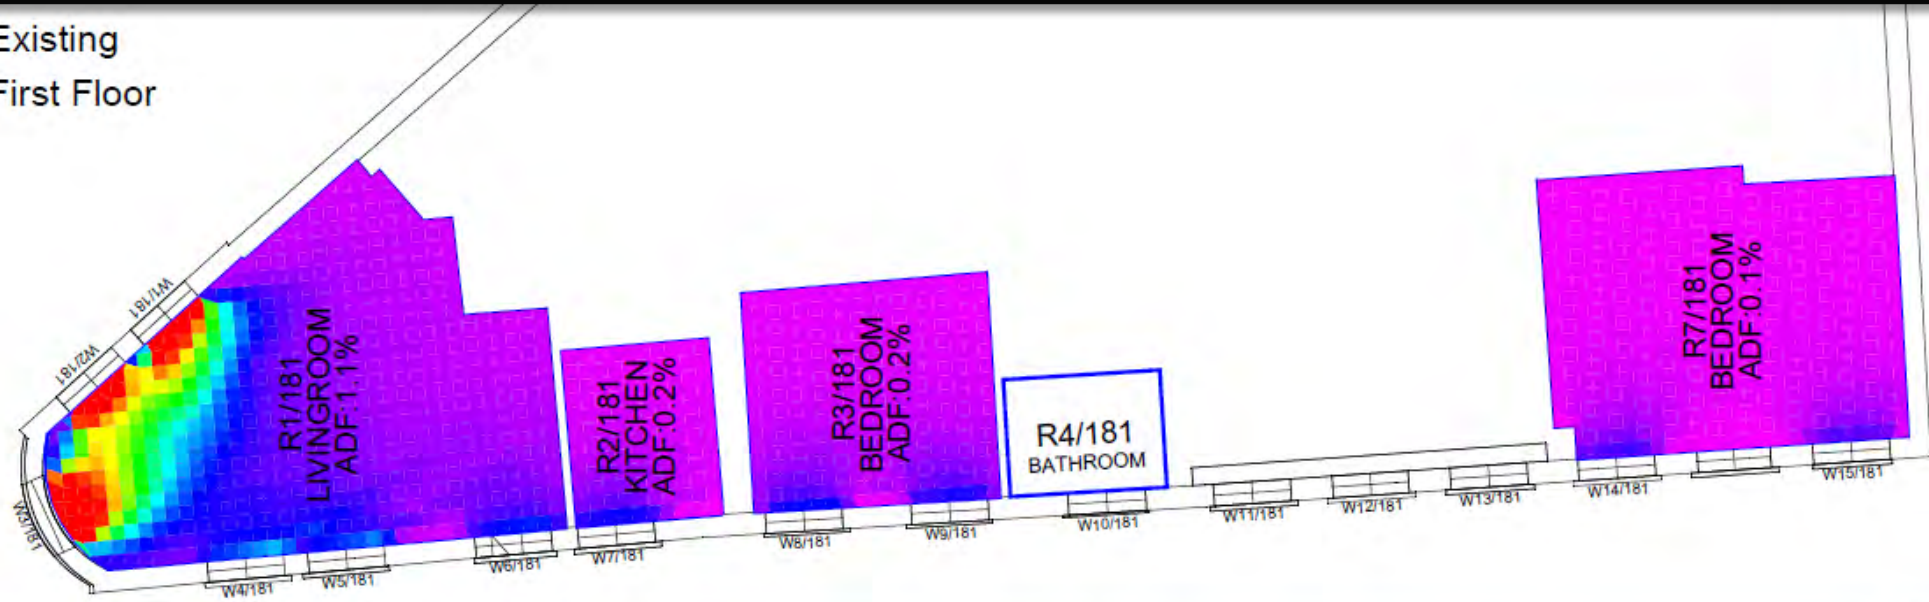 Existing
First Floor
W1/181
W2/181
W3/181
R1/181
LIVINGROOM
ADF:1.1%
R2/181
KITCHEN
ADF:0.2%
R3/181
BEDROOM
ADF:0.2%
R4/181
BATHROOM
R7/181
BEDROOM
ADF:0.1%
W4/181
W5/181
W6/181
W7/181
W8/181
W9/181
W10/181
W11/181
W12/181
W13/181
W14/181
W15/181